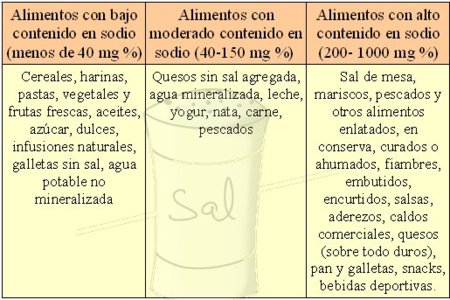 Alimentos con bajo
contenido en sodio
(menos de 40 mg %)
Alimentos con
moderado contenido en
sodio (40-150 mg %)
Alimentos con alto
contenido en sodio
(200- 1000 mg %)
Cereales, harinas,
pastas, vegetales y
frutas frescas, aceites,
azúcar, dulces,
infusiones naturales,
galletas sin sal, agua
potable no
mineralizada
Quesos sin sal agregada,
agua mineralizada, leche,
yogur, nata, carne,
pescados
Sal
Sal de mesa,
mariscos, pescados y
otros alimentos
enlatados, en
conserva, curados o
ahumados, fiambres,
embutidos,
encurtidos, salsas,
aderezos, caldos
comerciales, quesos
(sobre todo duros),
pan y galletas, snacks,
bebidas deportivas.